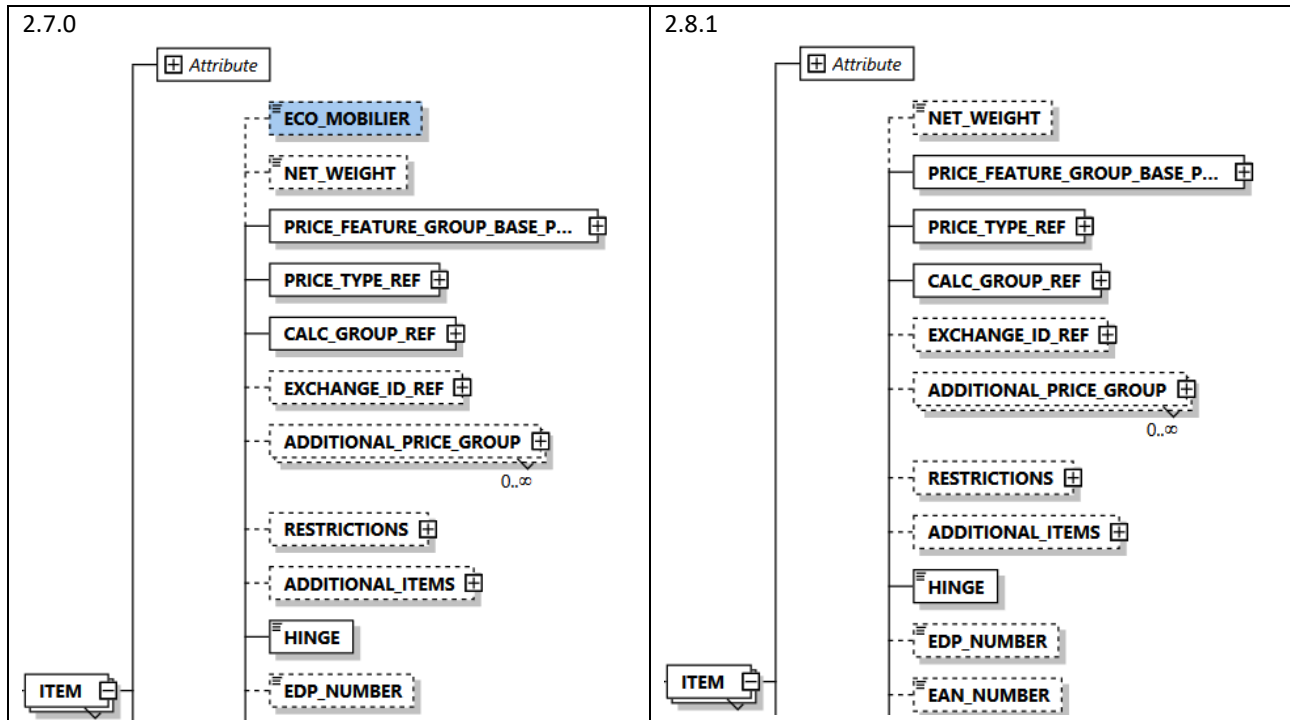 2.7.0
Attribute
ECO_MOBILIER
NET_WEIGHT
PRICE_FEATURE_GROUP_BASE_P...
PRICE_TYPE_REF
CALC_GROUP_REF
EXCHANGE_ID_REF
ADDITIONAL_PRICE_GROUP
0..∞
RESTRICTIONS
ADDITIONAL_ITEMS
HINGE
ITEM
EDP_NUMBER
2.8.1
Attribute
NET_WEIGHT
PRICE_FEATURE_GROUP_BASE_P...
PRICE_TYPE_REF
CALC_GROUP_REF
EXCHANGE_ID_REF
ADDITIONAL_PRICE_GROUP
0..∞
RESTRICTIONS
ADDITIONAL_ITEMS
HINGE
EDP_NUMBER
ITEM
EAN_NUMBER